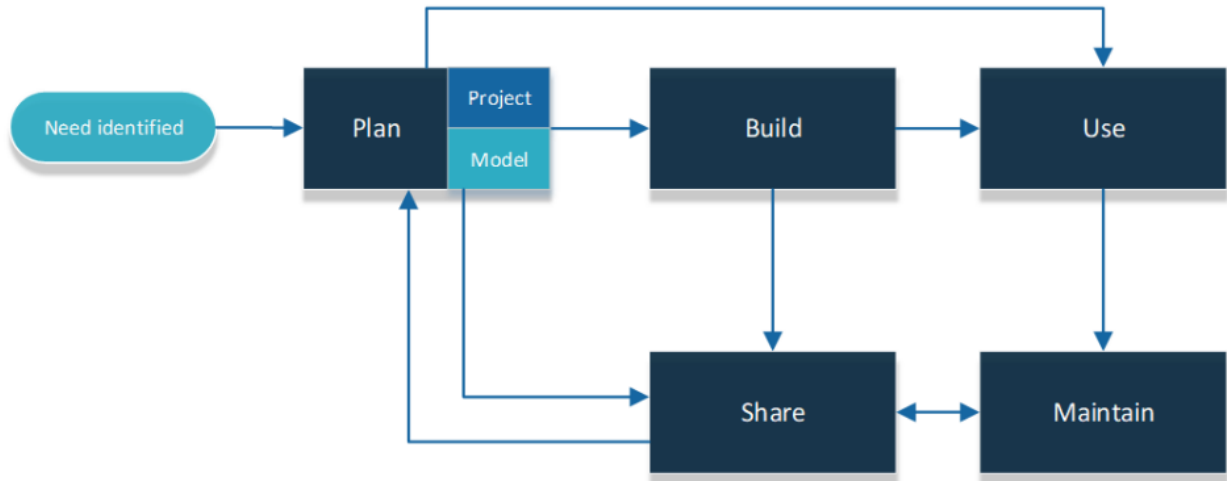 Need identified
Plan
Project
Model
Build
Use
Share
Maintain